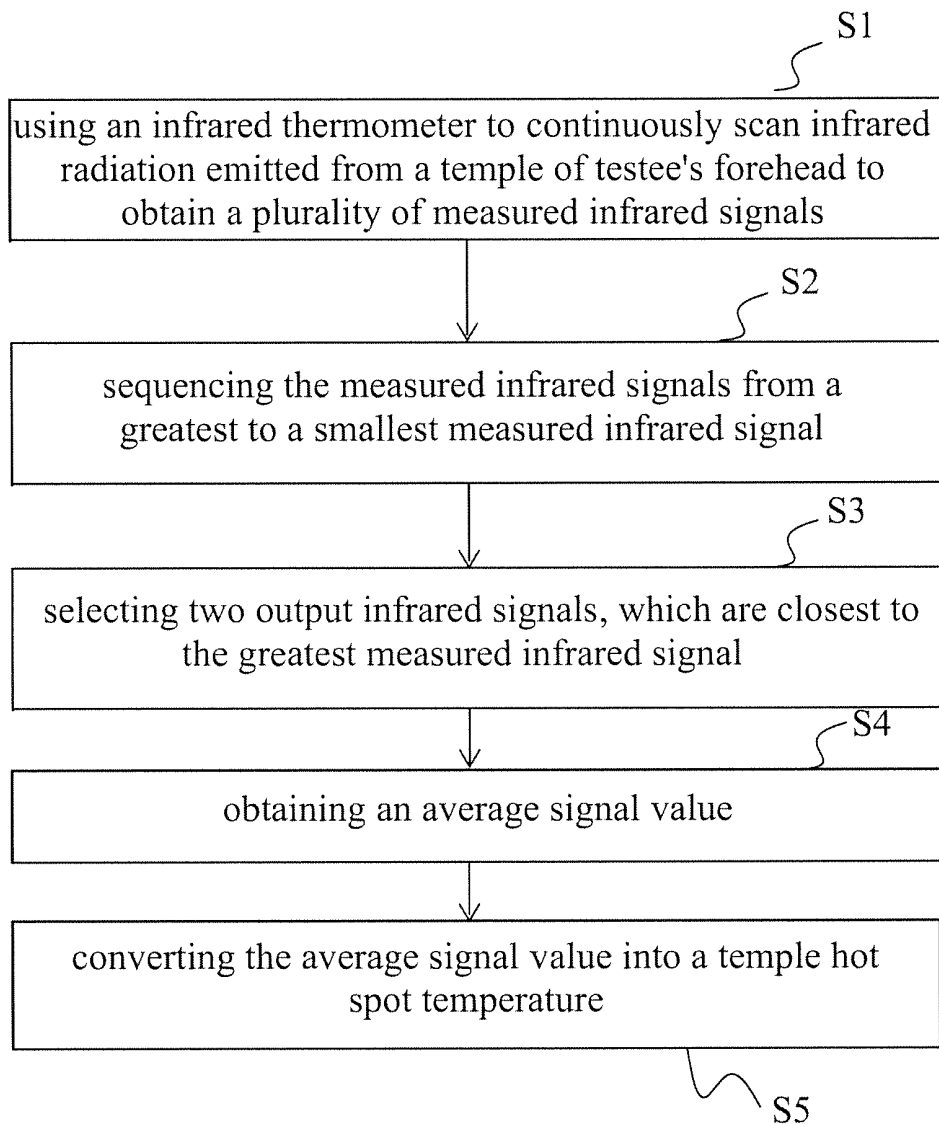 S1
using an infrared thermometer to continuously scan infrared
radiation emitted from a temple of testee's forehead to
obtain a plurality of measured infrared signals
S2
sequencing the measured infrared signals from a
greatest to a smallest measured infrared signal
S3
selecting two output infrared signals, which are closest to
the greatest measured infrared signal
S4
obtaining an average signal value
converting the average signal value into a temple hot
spot temperature
S5